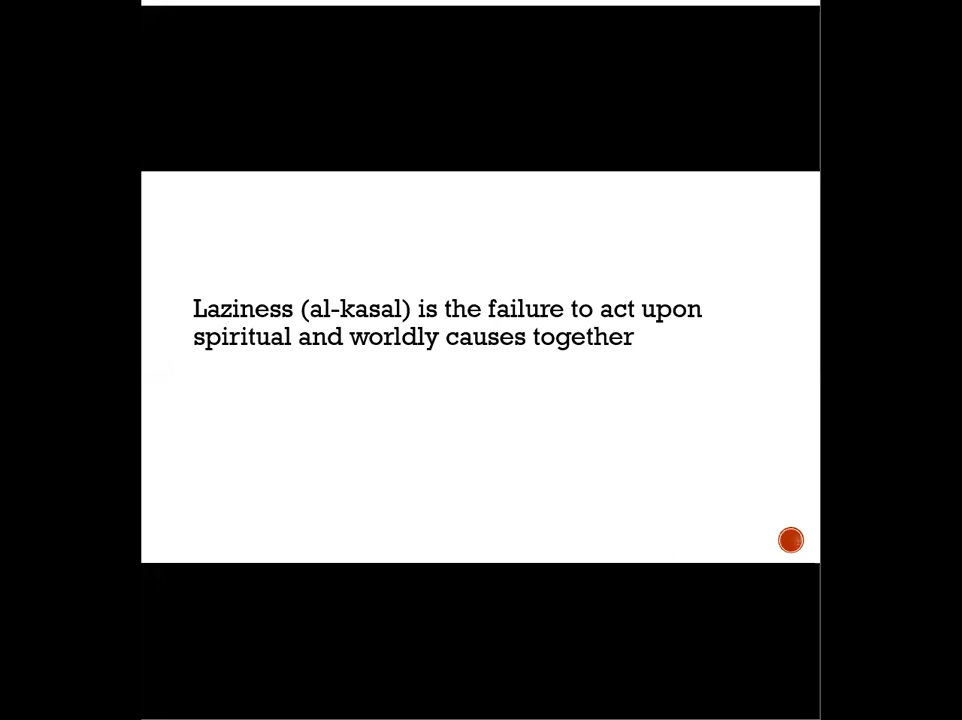 Laziness (al-kasal) is the failure to act upon
spiritual and worldly causes together